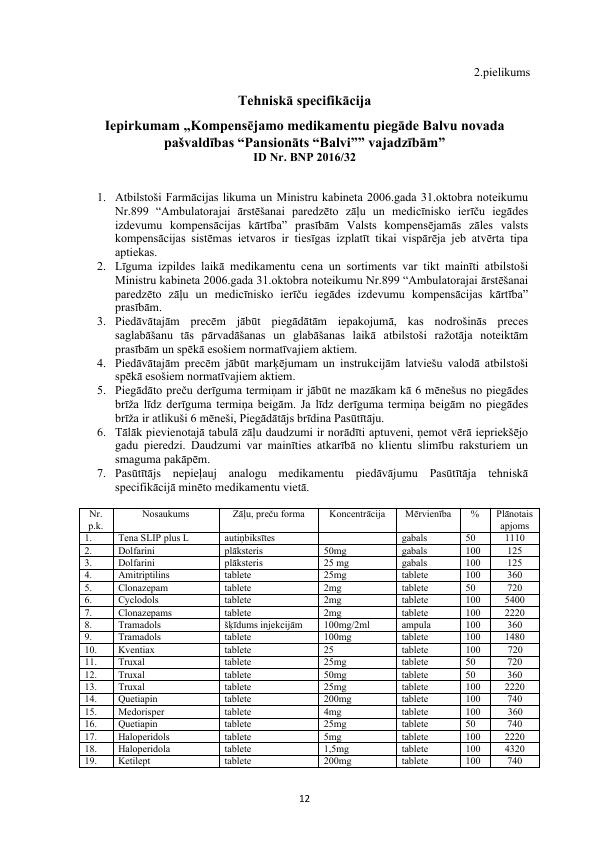 2.pielikums
Tehniskā specifikācija
Iepirkumam „Kompensējamo medikamentu piegāde Balvu novada
pašvaldības “Pansionāts “Balvi”” vajadzībām”
ID Nr. BNP 2016/32
1. Atbilstoši Farmācijas likuma un Ministru kabineta 2006.gada 31.oktobra noteikumu
Nr.899 “Ambulatorajai ārstēšanai paredzēto zāļu un medicīnisko ierīču iegādes
izdevumu kompensācijas kārtība” prasībām Valsts kompensējamās zāles valsts
kompensācijas sistēmas ietvaros ir tiesīgas izplatīt tikai vispārēja jeb atvērta tipa
aptiekas.
2. Līguma izpildes laikā medikamentu cena un sortiments var tikt mainīti atbilstoši
Ministru kabineta 2006.gada 31.oktobra noteikumu Nr.899 “Ambulatorajai ārstēšanai
paredzēto zāļu un medicīnisko ierīču iegādes izdevumu kompensācijas kārtība”
prasībām.
3. Piedāvātajām precēm jābūt piegādātām iepakojumā, kas nodrošinās preces
saglabāšanu tās pārvadāšanas un glabāšanas laikā atbilstoši ražotāja noteiktām
prasībām un spēkā esošiem normatīvajiem aktiem.
4. Piedāvātajām precēm jābūt marķējumam un instrukcijām latviešu valodā atbilstoši
spēkā esošiem normatīvajiem aktiem.
5. Piegādāto preču derīguma termiņam ir jābūt ne mazākam kā 6 mēnešus no piegādes
brīža līdz derīguma termiņa beigām. Ja līdz derīguma termiņa beigām no piegādes
brīža ir atlikuši 6 mēneši, Piegādātājs brīdina Pasūtītāju.
6. Tālāk pievienotajā tabulā zāļu daudzumi ir norādīti aptuveni, ņemot vērā iepriekšējo
gadu pieredzi. Daudzumi var mainīties atkarībā no klientu slimību raksturiem un
smaguma pakāpēm.
7. Pasūtītājs nepieļauj analogu medikamentu piedāvājumu Pasūtītāja tehniskā
specifikācijā minēto medikamentu vietā.
Nr. p.k. Nosaukums Zāļu, preču forma Koncentrācija Mērvienība % Plānotais apjoms
1. Tena SLIP plus L autiņbiksītes gabals 50 1110
2. Dolfarini plāksteris 50mg gabals 100 125
3. Dolfarini plāksteris 25 mg gabals 100 125
4. Amitriptilins tablete 25mg tablete 100 360
5. Clonazepam tablete 2mg tablete 50 720
6. Cyclodols tablete 2mg tablete 100 5400
7. Clonazepams tablete 2mg tablete 100 2220
8. Tramadols šķīdums injekcijām 100mg/2ml ampula 100 360
9. Tramadols tablete 100mg tablete 100 1480
10. Kventiax tablete 25 tablete 100 720
11. Truxal tablete 25mg tablete 50 720
12. Truxal tablete 50mg tablete 50 360
13. Truxal tablete 25mg tablete 100 2220
14. Quetiapin tablete 200mg tablete 100 740
15. Medorisper tablete 4mg tablete 100 360
16. Quetiapin tablete 25mg tablete 50 740
17. Haloperidols tablete 5mg tablete 100 2220
18. Haloperidola tablete 1,5mg tablete 100 4320
19. Ketilept tablete 200mg tablete 100 740
12